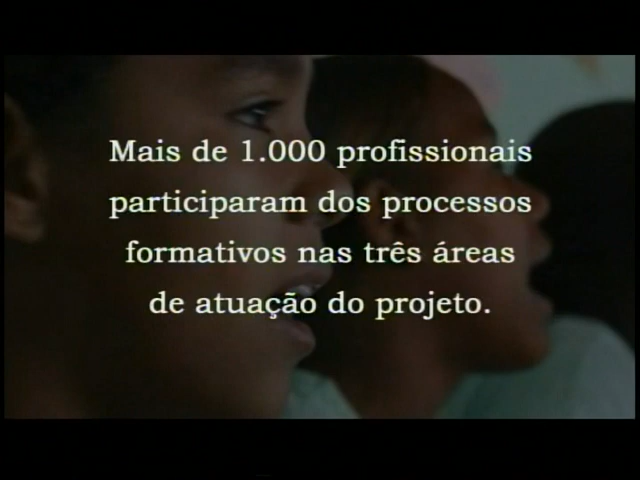 Mais de 1.000 profissionais
participaram dos processos
formativos nas três áreas
de atuação do projeto.